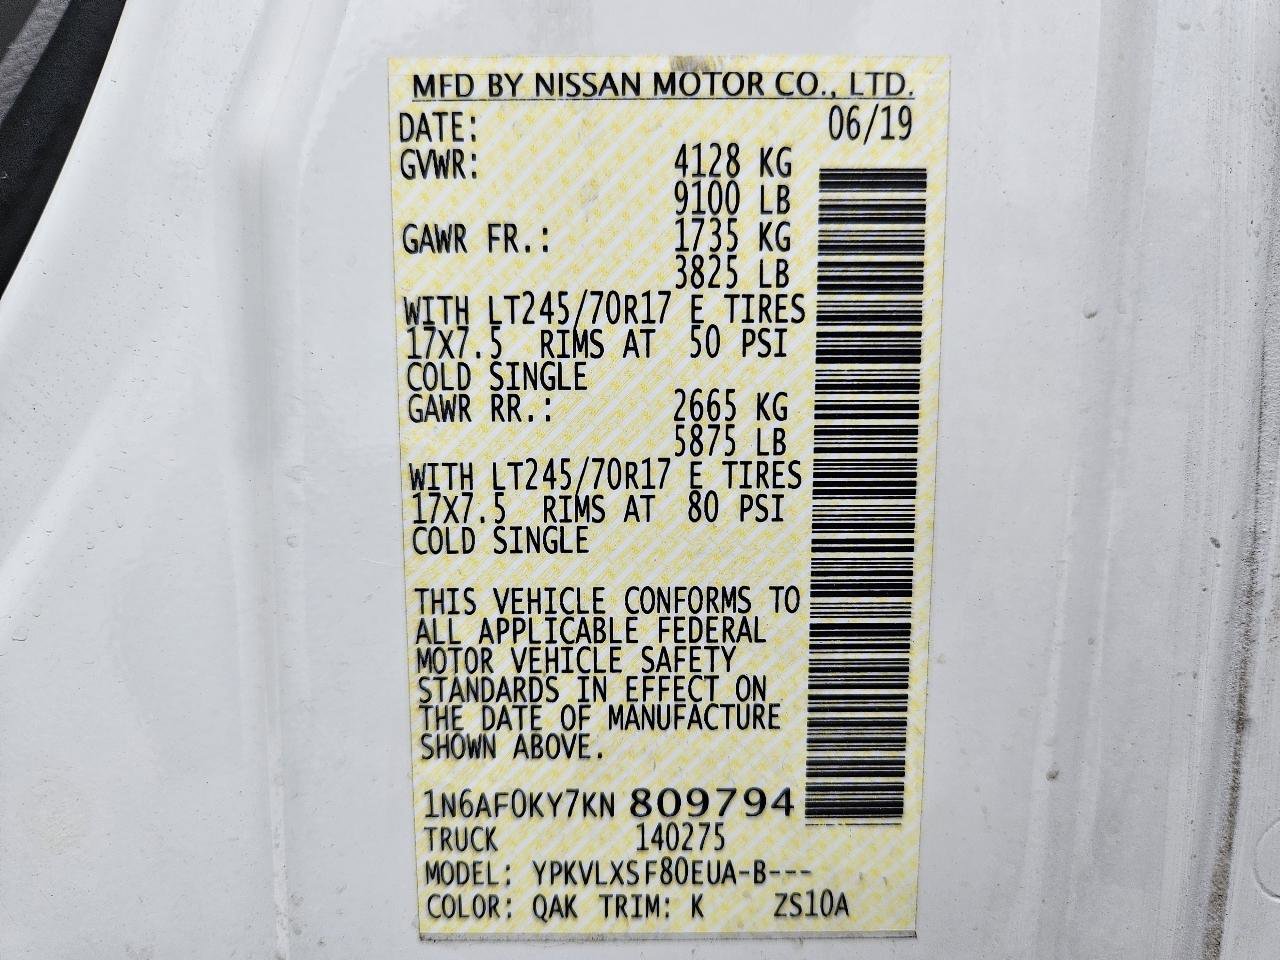 MFD BY NISSAN MOTOR CO., LTD.
DATE: 06/19
GVWR: 4128 KG
9100 LB
GAWR FR.: 1735 KG
3825 LB
WITH LT245/70R17 E TIRES
17X7.5 RIMS AT 50 PSI
COLD SINGLE
GAWR RR.: 2665 KG
5875 LB
WITH LT245/70R17 E TIRES
17X7.5 RIMS AT 80 PSI
COLD SINGLE
THIS VEHICLE CONFORMS TO
ALL APPLICABLE FEDERAL
MOTOR VEHICLE SAFETY
STANDARDS IN EFFECT ON
THE DATE OF MANUFACTURE
SHOWN ABOVE.
1N6AF0KY7KN 809794
TRUCK 140275
MODEL: YPKVLXSF80EUA-B---
COLOR: QAK TRIM: K ZS10A